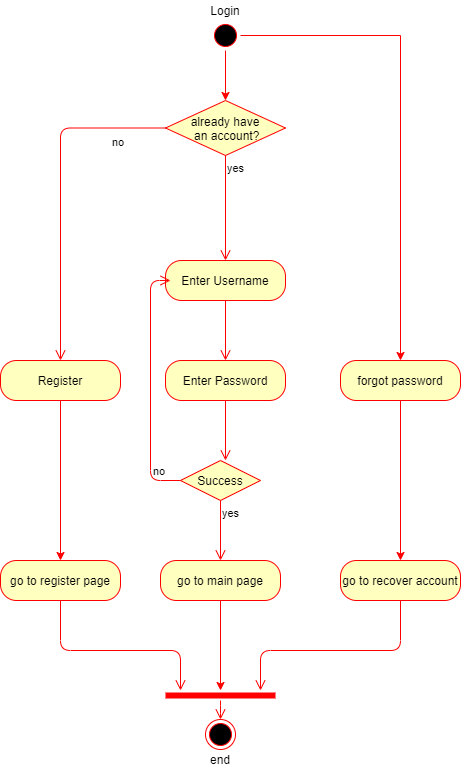 Login
already have
an account?
no
yes
Enter Username
Register
Enter Password
forgot password
no
Success
yes
go to register page
go to main page
go to recover account
end